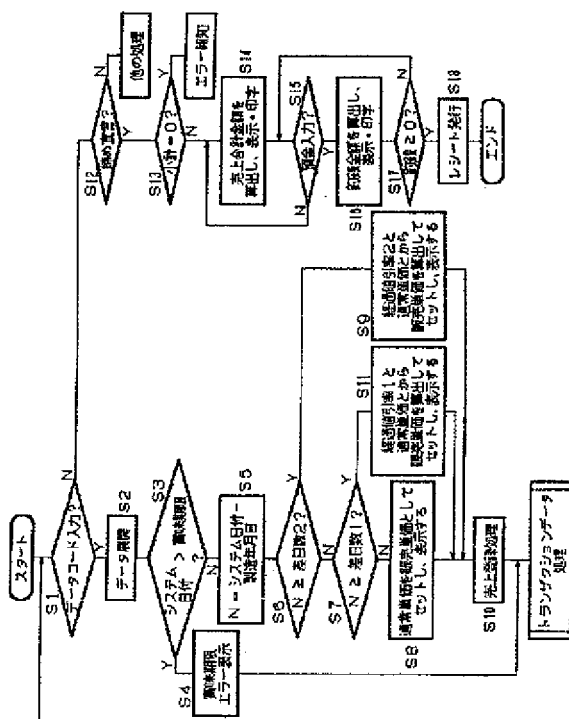 スタート
S1
データコード入力?
N
Y
S2
データ展開
S3
システム日付 > 賞味期限?
Y
N
S4
賞味期限
エラー表示
S5
N = システム日付-
製造年月日
S6
N ≥ 差日数2?
Y
N
S7
N ≥ 差日数1?
Y
N
S8
通常単価を販売単価として
セットし、表示する
S9
経過値引率2と
通常単価とから
販売単価を算出して
セットし、表示する
S11
経過値引率1と
通常単価とから
販売単価を算出して
セットし、表示する
S10
売上登録処理
トランザクションデータ
処理
S12
締め宣言?
N
Y
他の処理
S13
小計=0?
Y
N
エラー報知
S14
売上合計金額を
算出し、表示・印字
S15
預金入力?
N
Y
S16
釣銭金額を算出し、
表示・印字
S17
釣銭 ≥ 0?
N
Y
S18
レシート発行
エンド